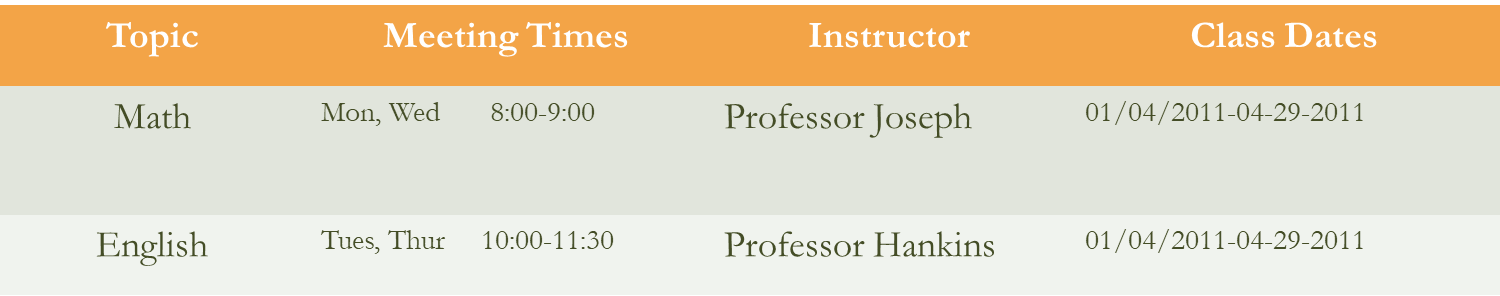 Topic Meeting Times Instructor Class Dates
Math Mon, Wed 8:00-9:00 Professor Joseph 01/04/2011-04-29-2011
English Tues, Thur 10:00-11:30 Professor Hankins 01/04/2011-04-29-2011